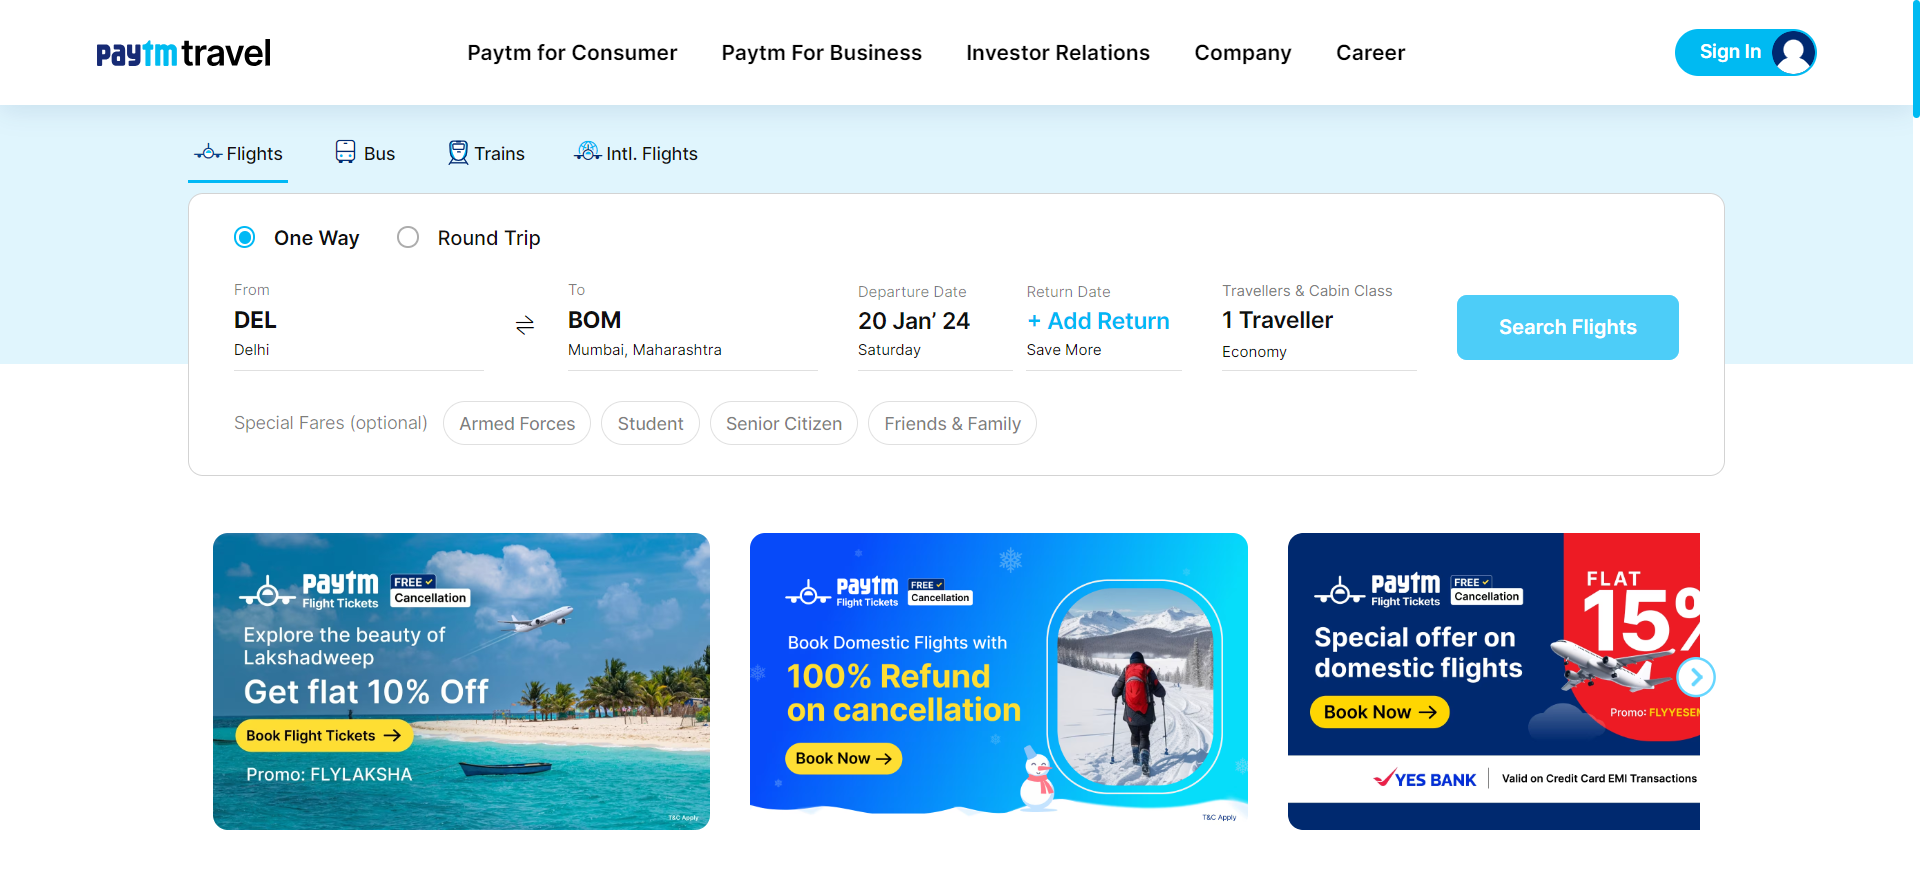 paytm travel
Paytm for Consumer
Paytm For Business
Investor Relations
Company
Career
Sign In
Flights
Bus
Trains
Intl. Flights
One Way
Round Trip
From
DEL
Delhi
To
BOM
Mumbai, Maharashtra
Departure Date
20 Jan’ 24
Saturday
Return Date
+ Add Return
Save More
Travellers & Cabin Class
1 Traveller
Economy
Search Flights
Special Fares (optional)
Armed Forces
Student
Senior Citizen
Friends & Family
paytm
Flight Tickets
FREE
Cancellation
Explore the beauty of
Lakshadweep
Get flat 10% Off
Book Flight Tickets
Promo: FLYLAKSHA
T&C Apply
paytm
Flight Tickets
FREE
Cancellation
Book Domestic Flights with
100% Refund
on cancellation
Book Now
T&C Apply
paytm
Flight Tickets
FREE
Cancellation
Special offer on
domestic flights
Book Now
FLAT
15%
Promo:
YES BANK
Valid on Credit Card EMI Transactions